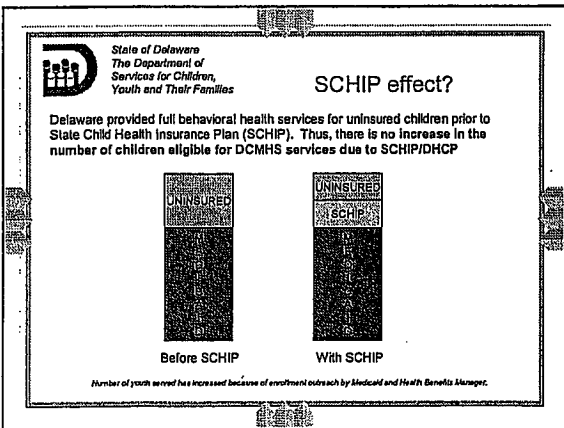 State of Delaware
The Department of
Services for Children,
Youth and Their Families
SCHIP effect?
Delaware provided full behavioral health services for uninsured children prior to
State Child Health Insurance Plan (SCHIP). Thus, there is no increase in the
number of children eligible for DCMHS services due to SCHIP/DHCP
UNINSURED
MEDICAID
UNINSURED
SCHIP
MEDICAID
Before SCHIP
With SCHIP
Number of youth served has increased because of enrollment outreach by Medicaid and Health Benefits Manager.